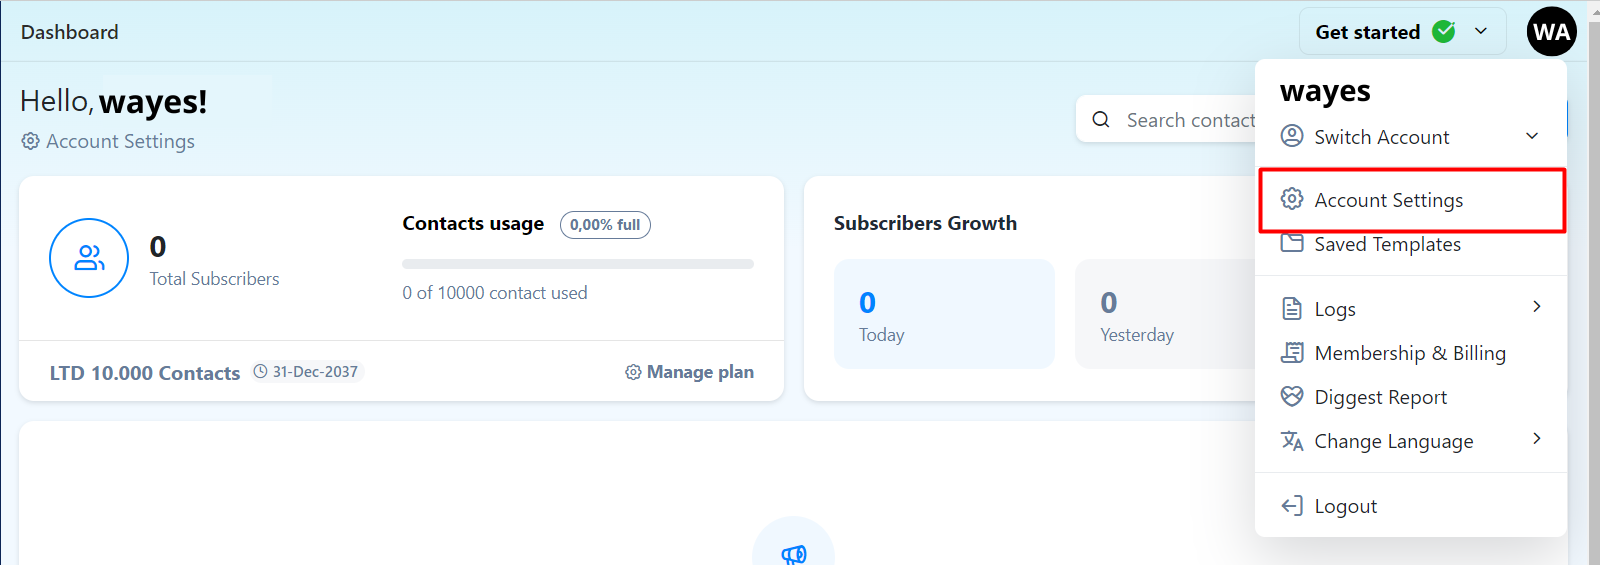 Dashboard
Get started
WA
Hello, wayes!
Account Settings
Search contact
0
Total Subscribers
Contacts usage
0,00% full
0 of 10000 contact used
LTD 10.000 Contacts
31-Dec-2037
Manage plan
Subscribers Growth
0
Today
0
Yesterday
wayes
Switch Account
Account Settings
Saved Templates
Logs
Membership & Billing
Diggest Report
Change Language
Logout